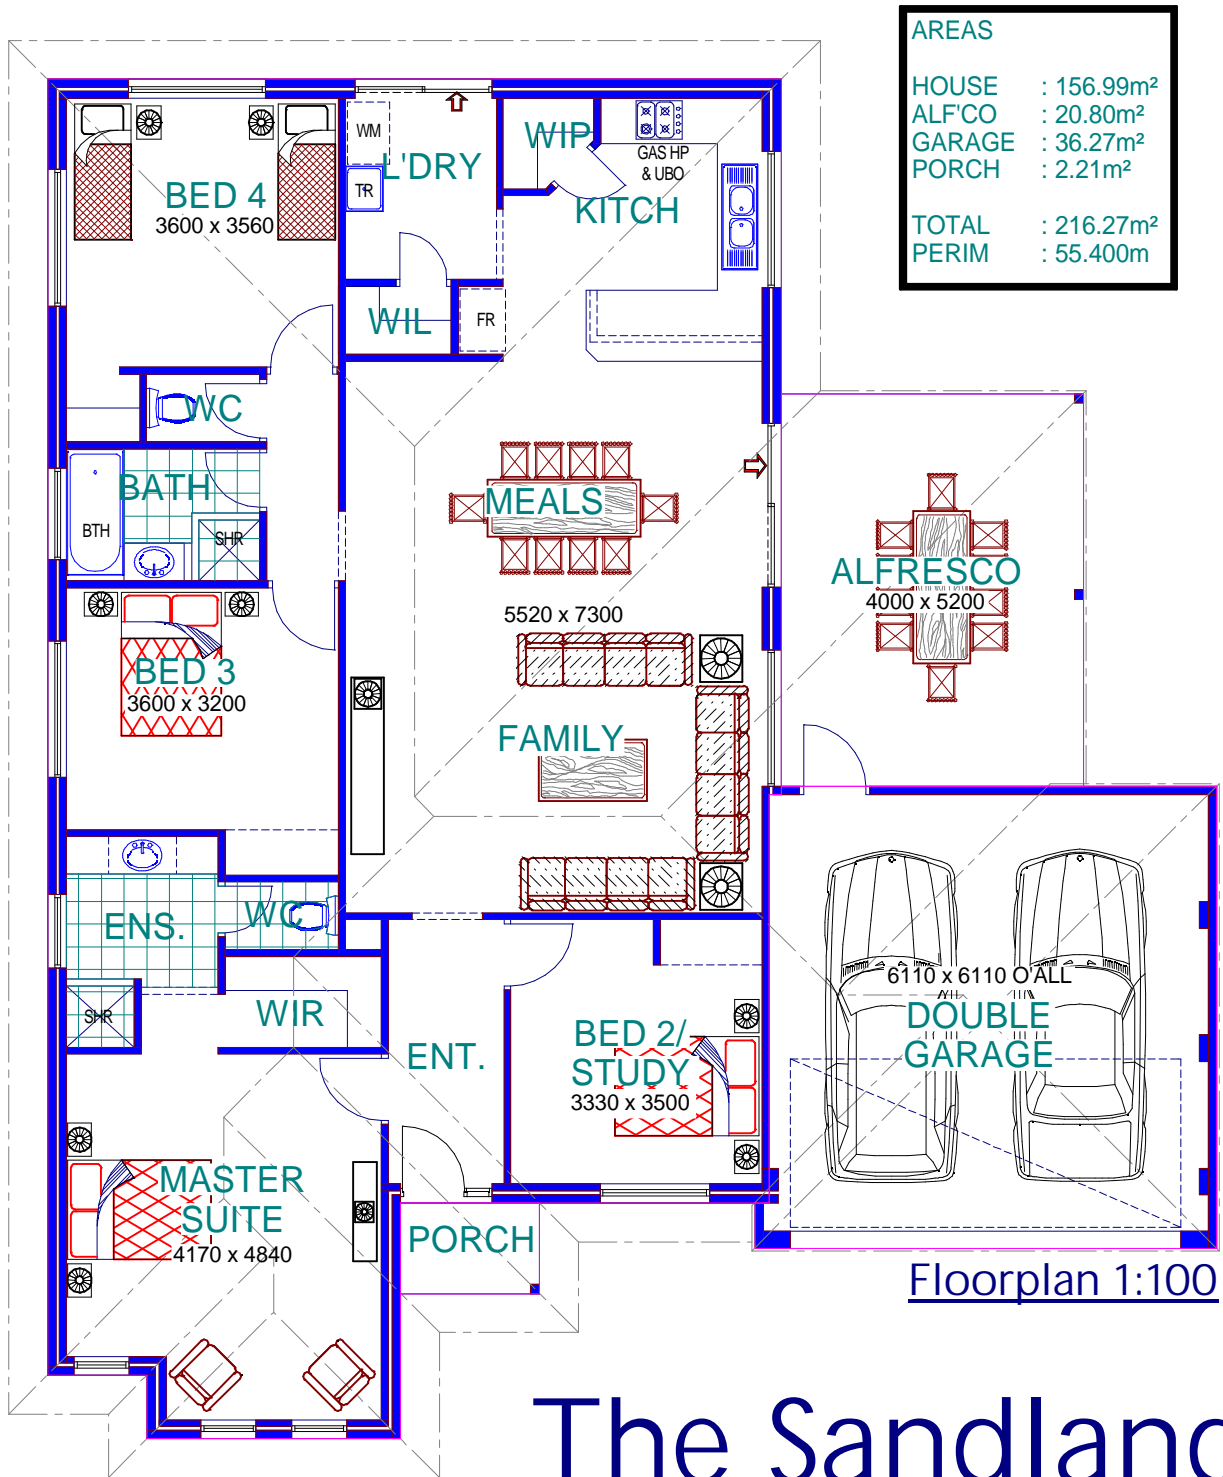 AREAS
HOUSE : 156.99m²
ALF'CO : 20.80m²
GARAGE : 36.27m²
PORCH : 2.21m²
TOTAL : 216.27m²
PERIM : 55.400m
BED 4
3600 x 3560
WM
L'DRY
TR
WIP
GAS HP
& UBO
KITCH
WIL
FR
WC
BATH
BTH
SHR
MEALS
5520 x 7300
ALFRESCO
4000 x 5200
BED 3
3600 x 3200
FAMILY
ENS.
WC
SHR
WIR
ENT.
BED 2/
STUDY
3330 x 3500
6110 x 6110 O'ALL
DOUBLE
GARAGE
MASTER
SUITE
4170 x 4840
PORCH
Floorplan 1:100
The Sandland